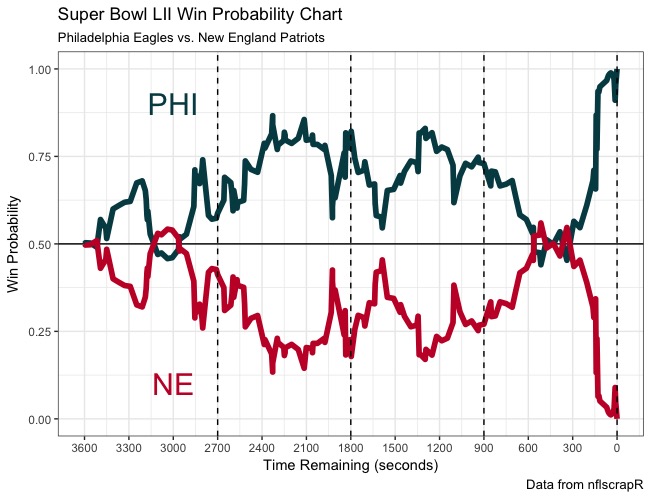 Super Bowl LII Win Probability Chart
Philadelphia Eagles vs. New England Patriots
Win Probability
1.00
0.75
0.50
0.25
0.00
PHI
NE
3600 3300 3000 2700 2400 2100 1800 1500 1200 900 600 300 0
Time Remaining (seconds)
Data from nflscrapR